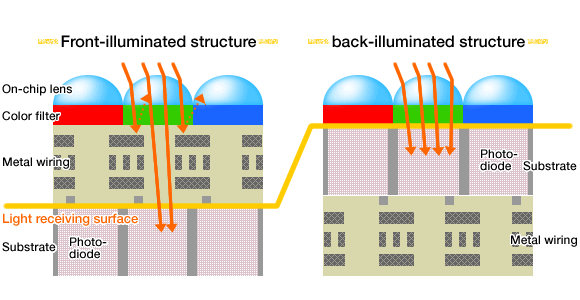 Front-illuminated structure
back-illuminated structure
On-chip lens
Color filter
Metal wiring
Light receiving surface
Substrate
Photo-
diode
Photo-
diode
Substrate
Metal wiring